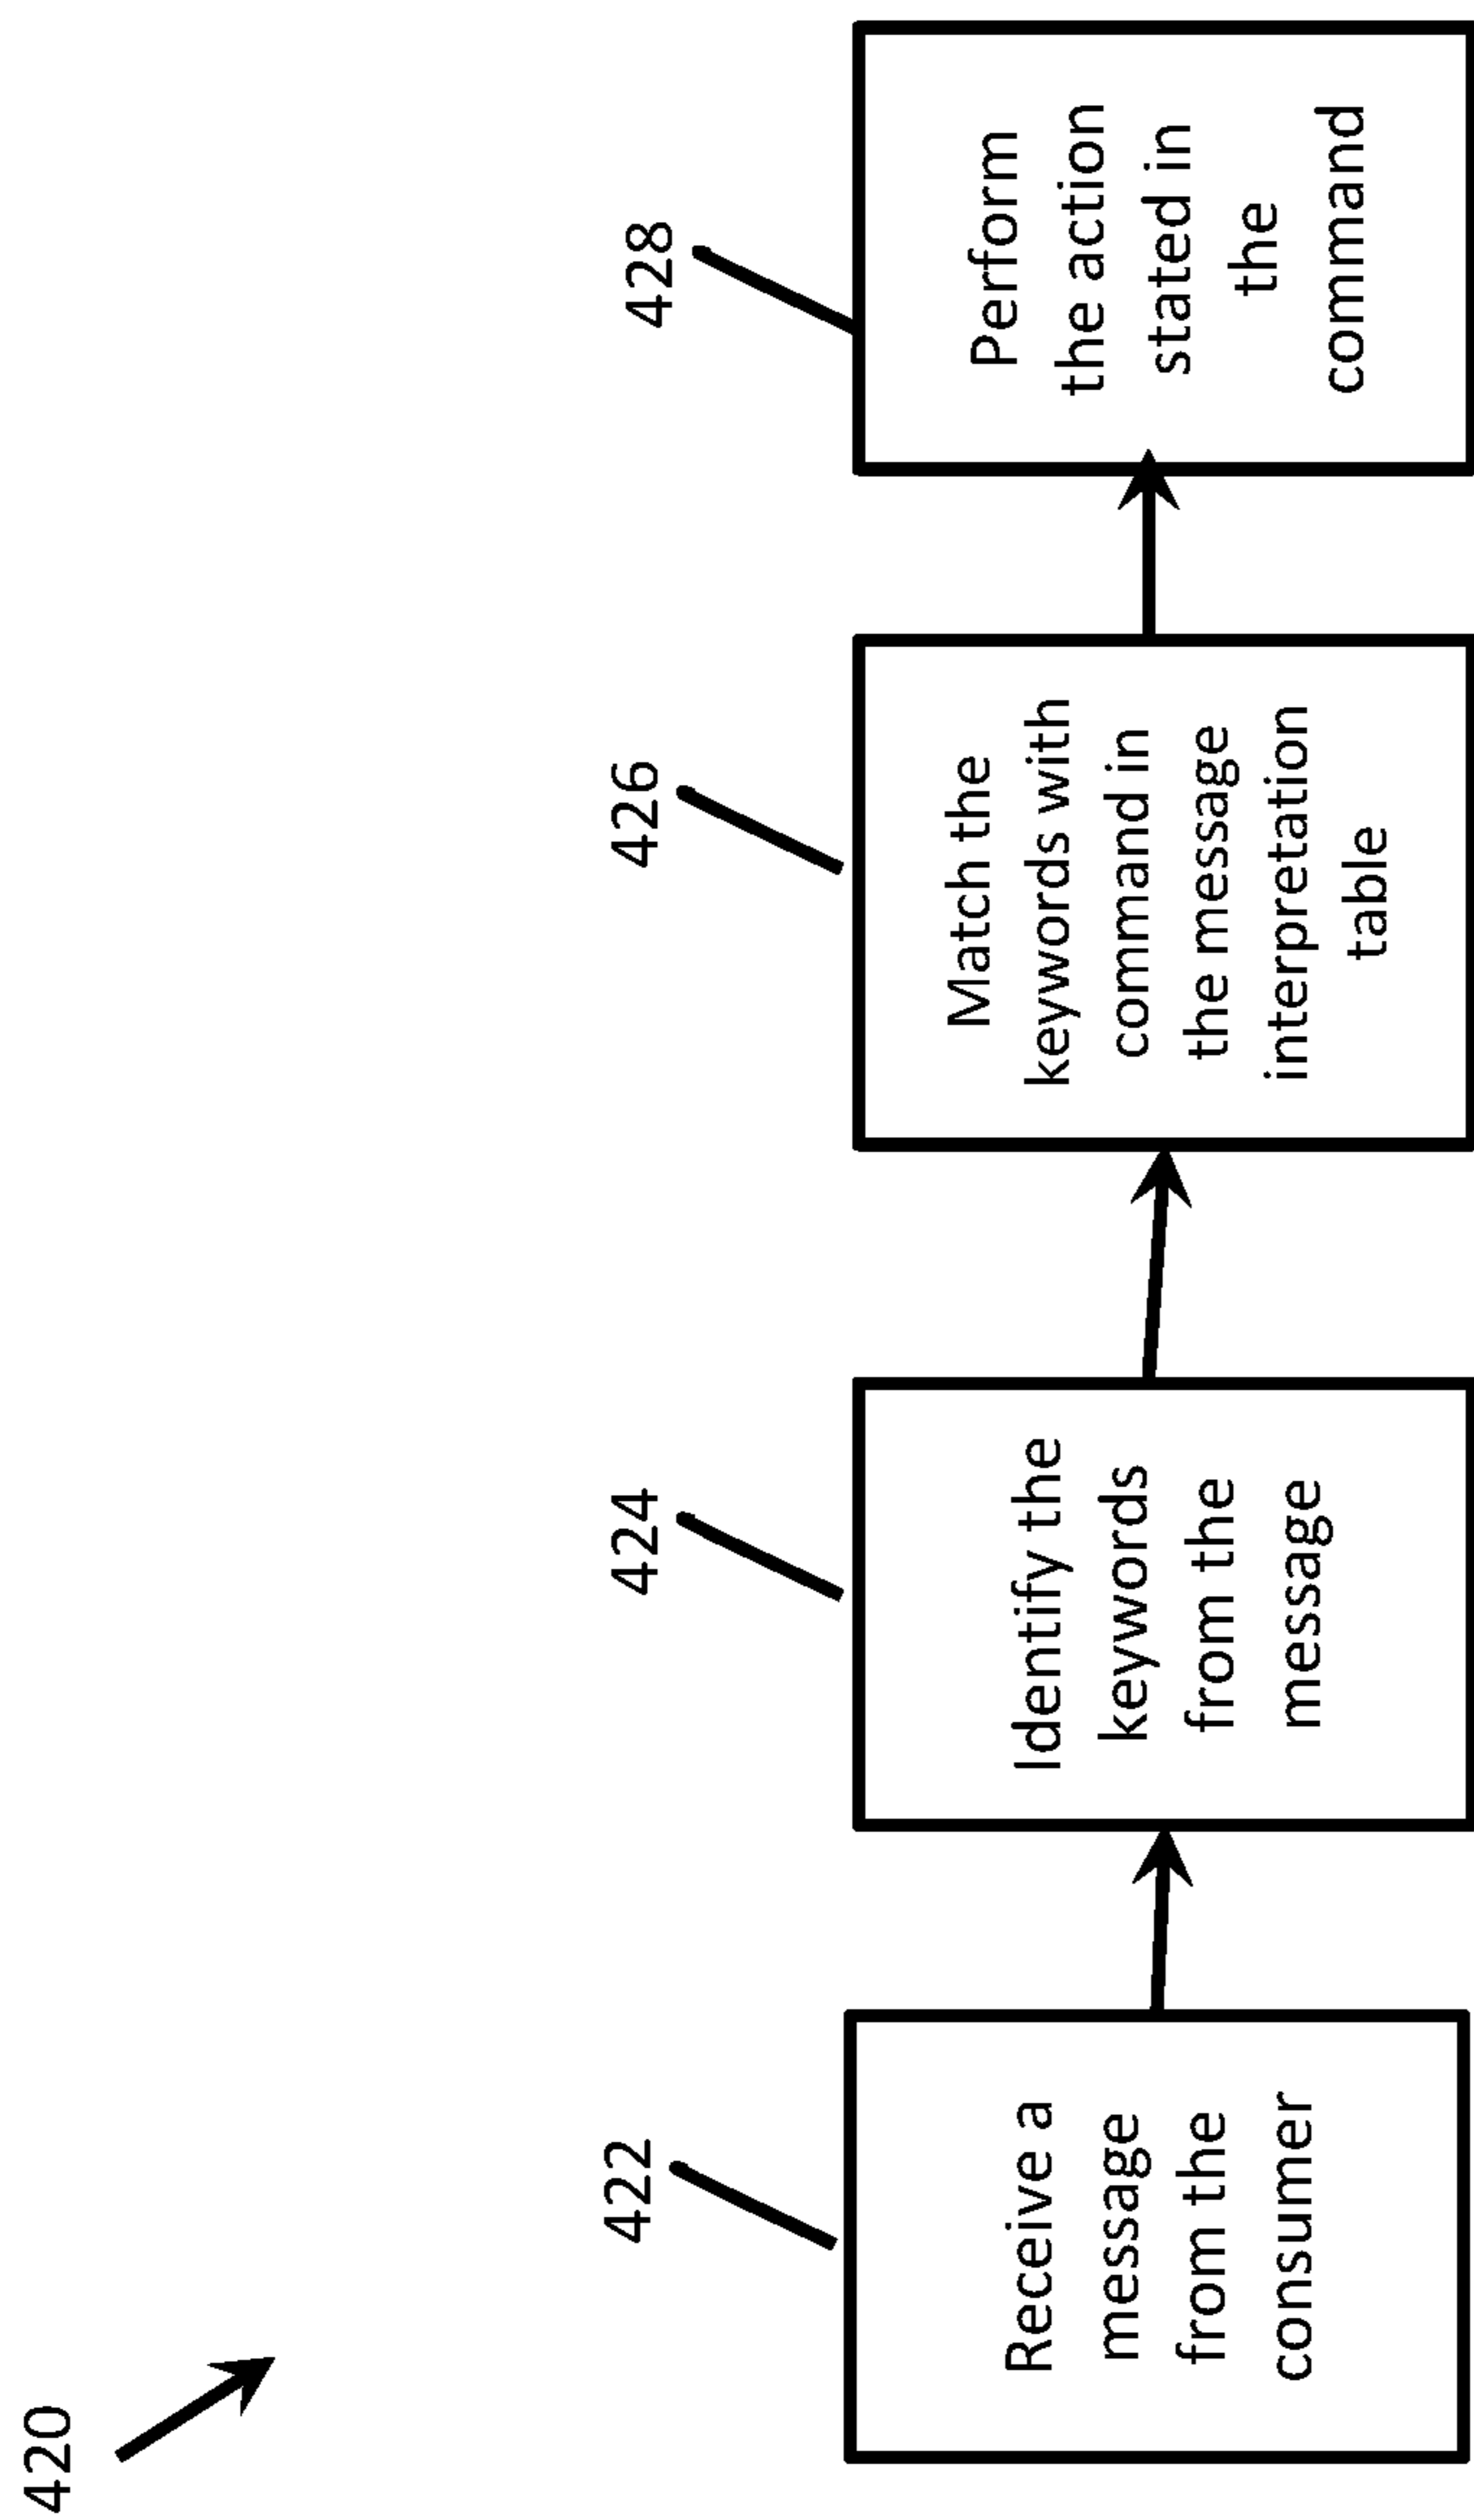 420
422
Receive a
message
from the
consumer
424
Identify the
keywords
from the
message
426
Match the
keywords with
command in
the message
interpretation
table
428
Perform
the action
stated in
the
command